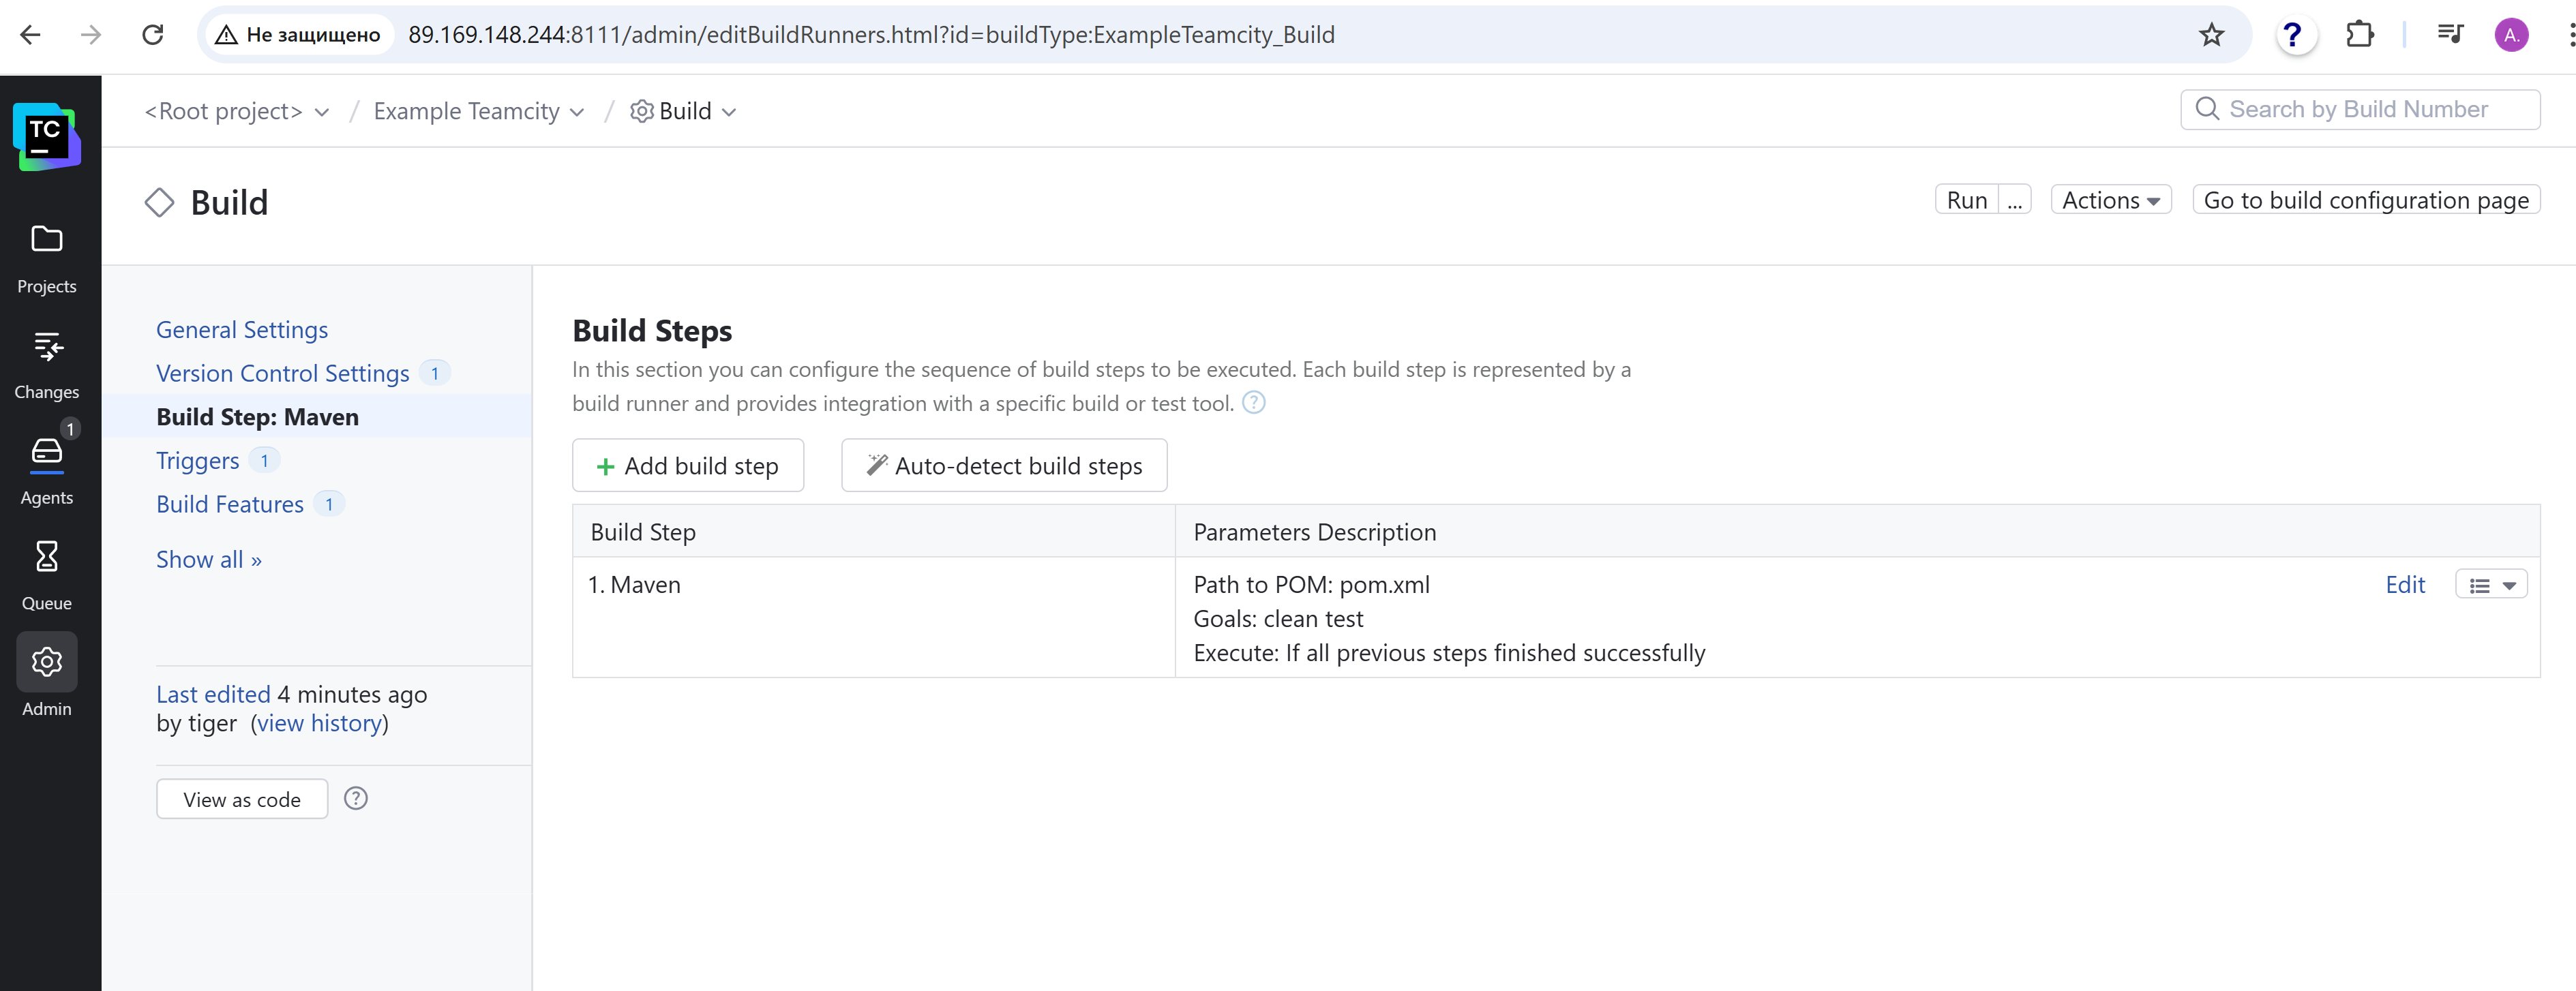 Не защищено 89.169.148.244:8111/admin/editBuildRunners.html?id=buildType:ExampleTeamcity_Build
? A.
TC
<Root project> / Example Teamcity / Build
Search by Build Number
Build
Run ... Actions Go to build configuration page
Projects
Changes
1
Agents
Queue
Admin
General Settings
Version Control Settings 1
Build Step: Maven
Triggers 1
Build Features 1
Show all »
Last edited 4 minutes ago
by tiger (view history)
View as code ?
Build Steps
In this section you can configure the sequence of build steps to be executed. Each build step is represented by a
build runner and provides integration with a specific build or test tool. ?
+ Add build step Auto-detect build steps
Build Step Parameters Description
1. Maven Path to POM: pom.xml Edit
Goals: clean test
Execute: If all previous steps finished successfully